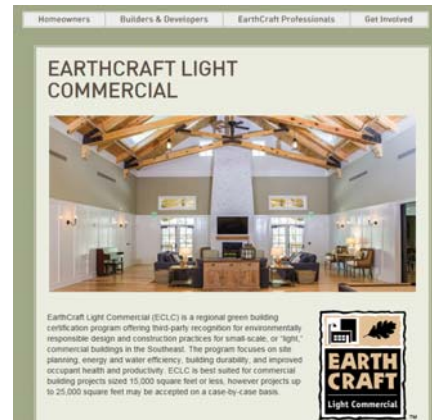 Homeowners Builders & Developers EarthCraft Professionals Get Involved
EARTHCRAFT LIGHT
COMMERCIAL
EarthCraft Light Commercial (ECLC) is a regional green building
certification program offering third-party recognition for environmentally
responsible design and construction practices for small-scale, or "light,"
commercial buildings in the Southeast. The program focuses on site
planning, energy and water efficiency, building durability, and improved
occupant health and productivity. ECLC is best suited for commercial
building projects sized 15,000 square feet or less, however projects up
to 25,000 square feet may be accepted on a case-by-case basis.
EARTH
CRAFT
Light Commercial
TM